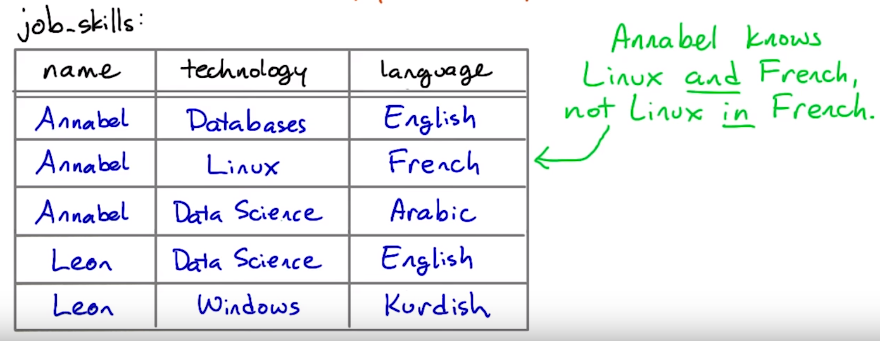 job_skills:
name technology language
Annabel Databases English
Annabel Linux French
Annabel Data Science Arabic
Leon Data Science English
Leon Windows Kurdish
Annabel knows
Linux and French,
not Linux in French.